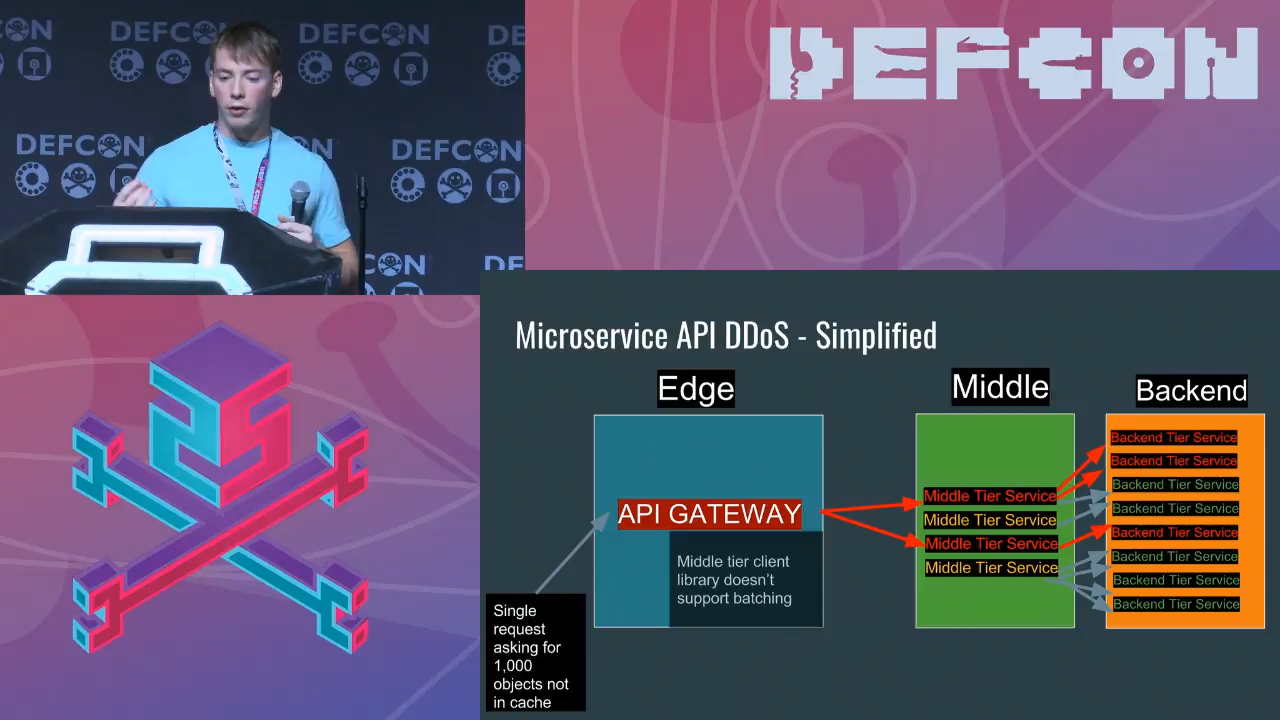 DEFCON
DEFCON
DEFCON
DEFCON
DEFCON
CON
DE
DEFCON
Microservice API DDoS - Simplified
Edge
Middle
Backend
API GATEWAY
Middle tier client
library doesn't
support batching
Single
request
asking for
1,000
objects not
in cache
Middle Tier Service
Middle Tier Service
Middle Tier Service
Middle Tier Service
Backend Tier Service
Backend Tier Service
Backend Tier Service
Backend Tier Service
Backend Tier Service
Backend Tier Service
Backend Tier Service
Backend Tier Service